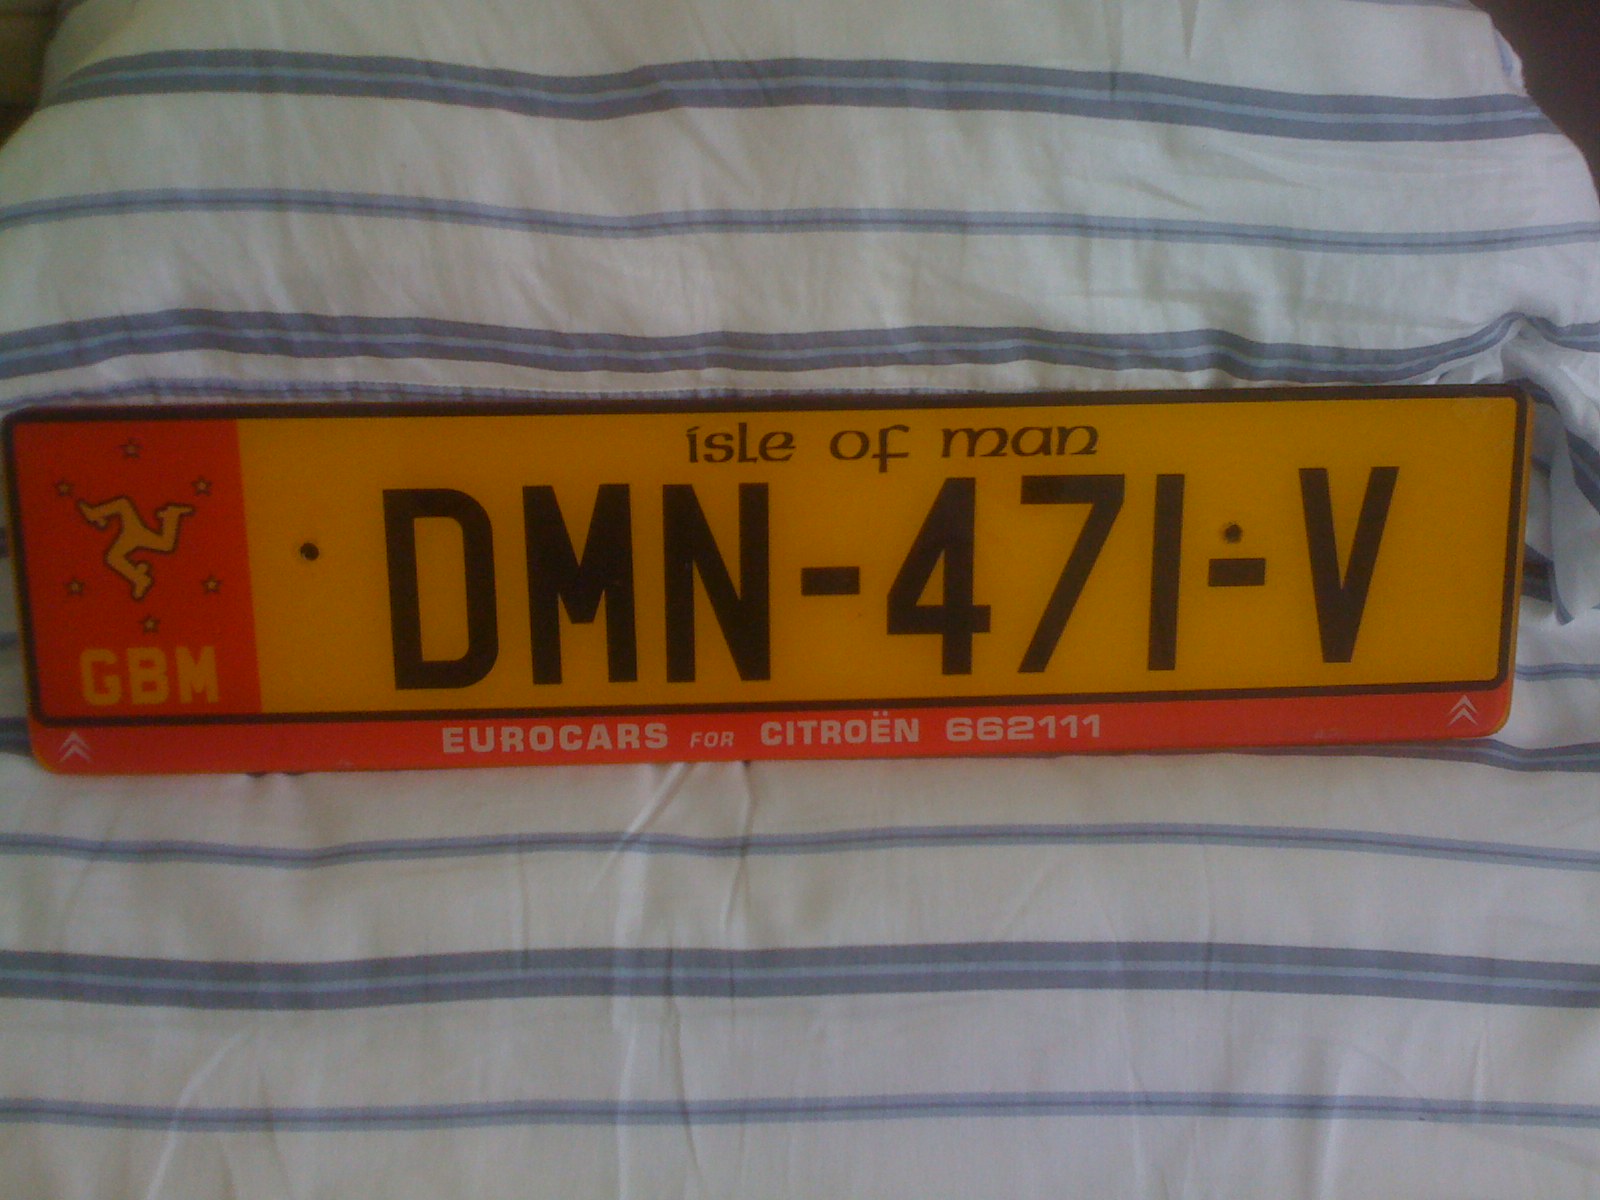 isle of man
DMN-471-V
GBM
EUROCARS FOR CITROËN 662111